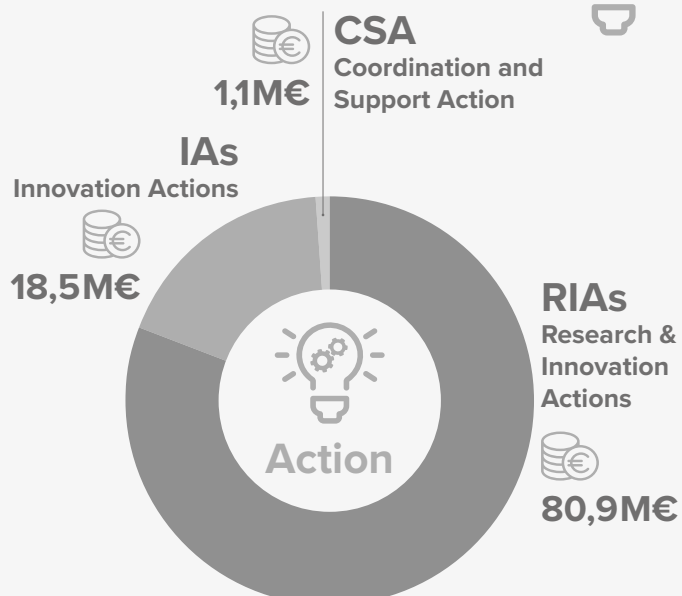 CSA
Coordination and
Support Action
1,1M€
IAs
Innovation Actions
18,5M€
RIAs
Research &
Innovation
Actions
80,9M€
Action